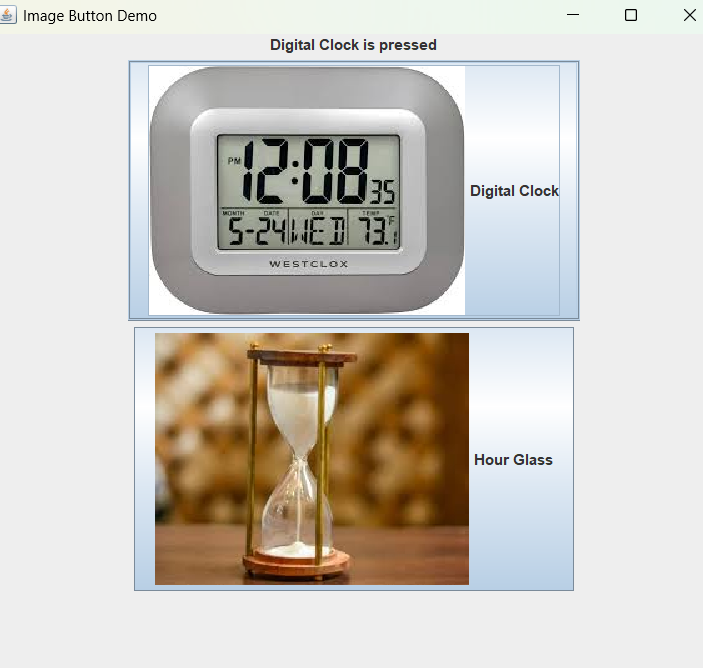 Image Button Demo
Digital Clock is pressed
PM 12:08 35
MONTH DATE DAY TEMP
5-24 WED 73.1 °F
WESTCLOX
Digital Clock
Hour Glass